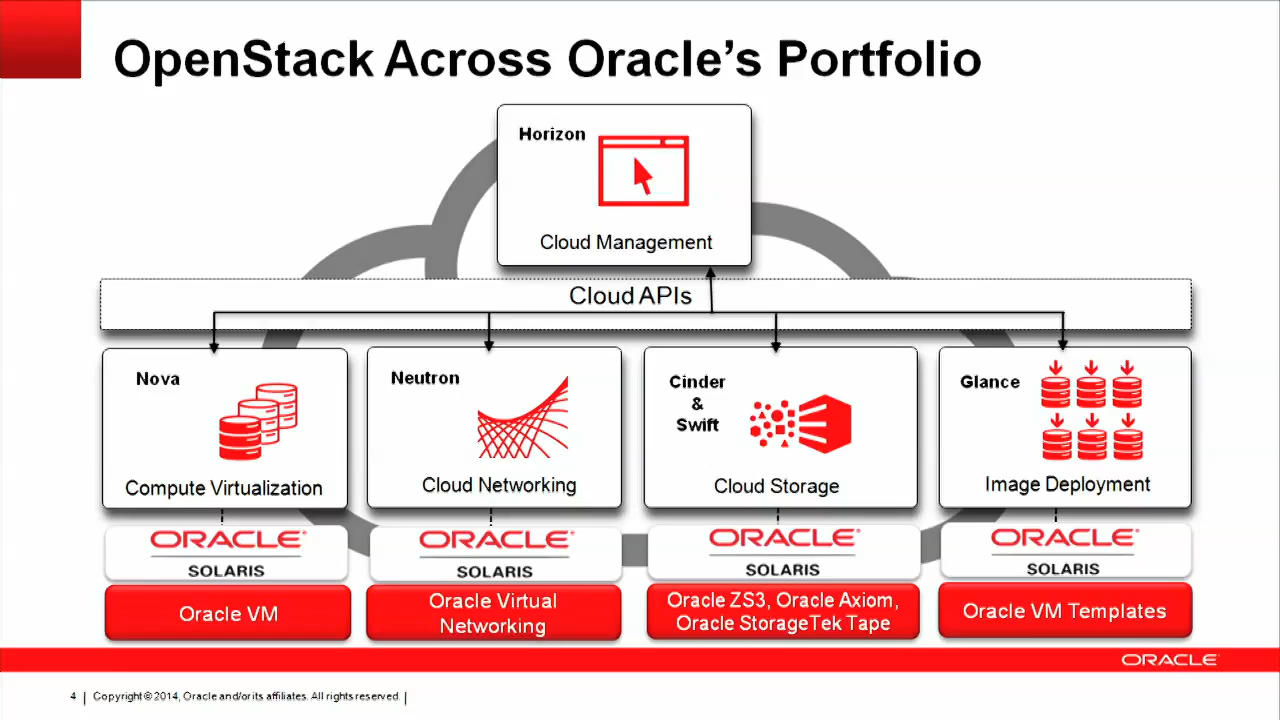 OpenStack Across Oracle's Portfolio
Horizon
Cloud Management
Cloud APIs
Nova
Compute Virtualization
Neutron
Cloud Networking
Cinder
&
Swift
Cloud Storage
Glance
Image Deployment
ORACLE®
SOLARIS
ORACLE®
SOLARIS
ORACLE®
SOLARIS
ORACLE®
SOLARIS
Oracle VM
Oracle Virtual
Networking
Oracle ZS3, Oracle Axiom,
Oracle StorageTek Tape
Oracle VM Templates
ORACLE®
4 | Copyright © 2014, Oracle and/or its affiliates. All rights reserved. |